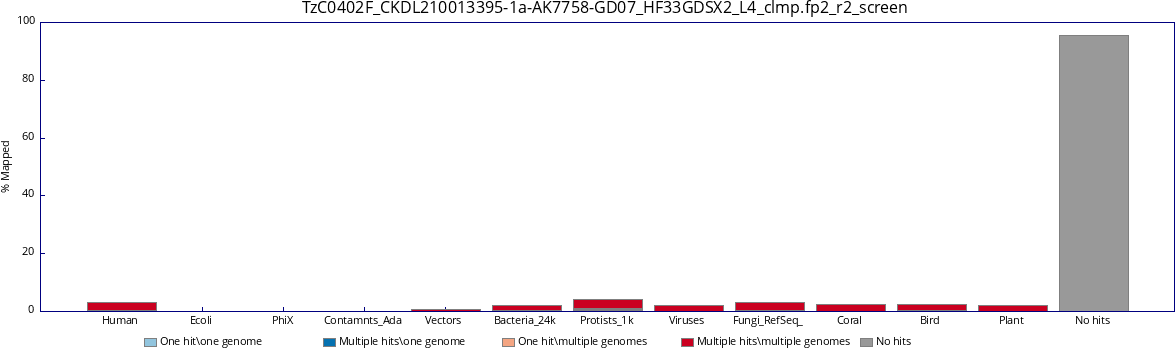 TzC0402F_CKDL210013395-1a-AK7758-GD07_HF33GDSX2_L4_clmp.fp2_r2_screen
100
80
60
40
20
0
% Mapped
Human Ecoli PhiX Contamnts_Ada Vectors Bacteria_24k Protists_1k Viruses Fungi_RefSeq_ Coral Bird Plant No hits
One hit\one genome Multiple hits\one genome One hit\multiple genomes Multiple hits\multiple genomes No hits